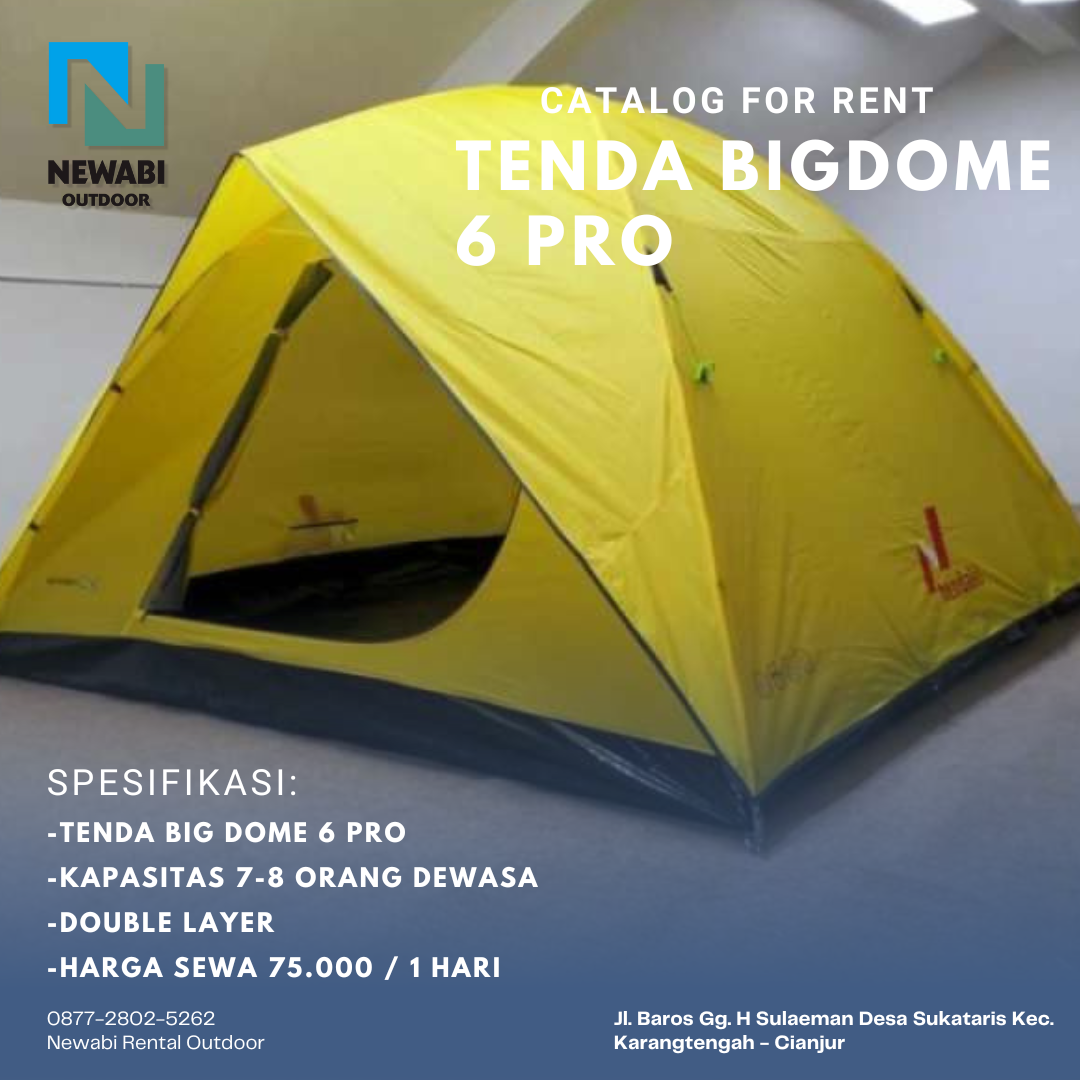 NEWABI
OUTDOOR
CATALOG FOR RENT
TENDA BIGDOME
6 PRO
SPESIFIKASI:
-TENDA BIG DOME 6 PRO
-KAPASITAS 7-8 ORANG DEWASA
-DOUBLE LAYER
-HARGA SEWA 75.000 / 1 HARI
0877-2802-5262
Newabi Rental Outdoor
Jl. Baros Gg. H Sulaeman Desa Sukataris Kec.
Karangtengah - Cianjur